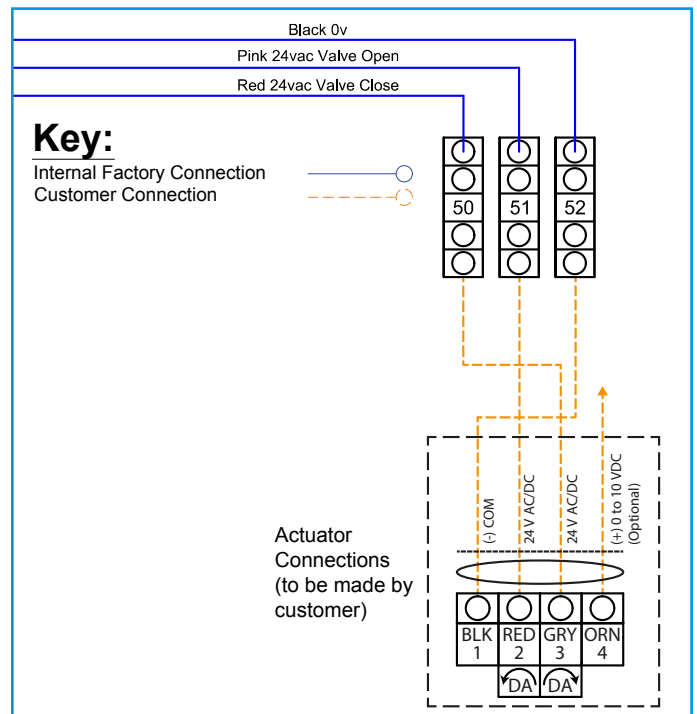 Black 0v
Pink 24vac Valve Open
Red 24vac Valve Close
Key:
Internal Factory Connection
Customer Connection
50 51 52
(-) COM
24 V AC/DC
24 V AC/DC
(+) 0 to 10 VDC
(Optional)
Actuator
Connections
(to be made by
customer)
BLK RED GRY ORN
1 2 3 4
DA DA